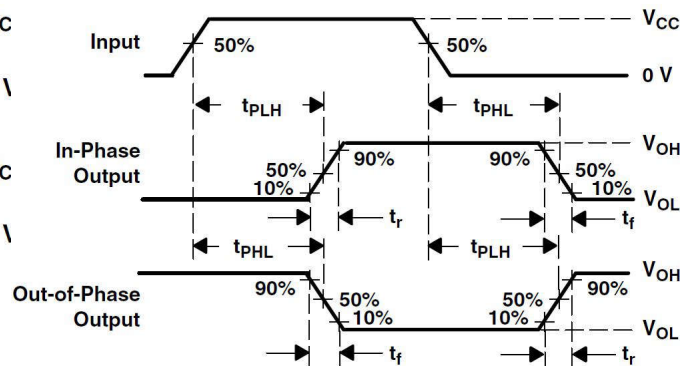 C
V
C
V
VCC
Input
50%
50%
0 V
tPLH
tPHL
In-Phase
Output
VOH
90%
90%
50%
50%
10%
10%
VOL
tr
tf
tPHL
tPLH
Out-of-Phase
Output
VOH
90%
90%
50%
50%
10%
10%
VOL
tf
tr